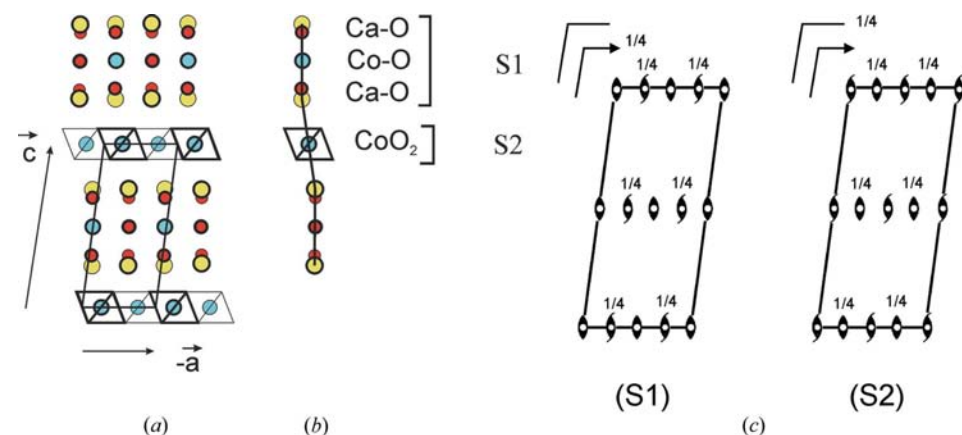 Ca-O
Co-O
Ca-O
CoO2
c
-a
(a)
(b)
S1
S2
1/4
1/4 1/4
1/4 1/4
1/4 1/4
(S1)
1/4
1/4 1/4
1/4 1/4
1/4 1/4
(S2)
(c)